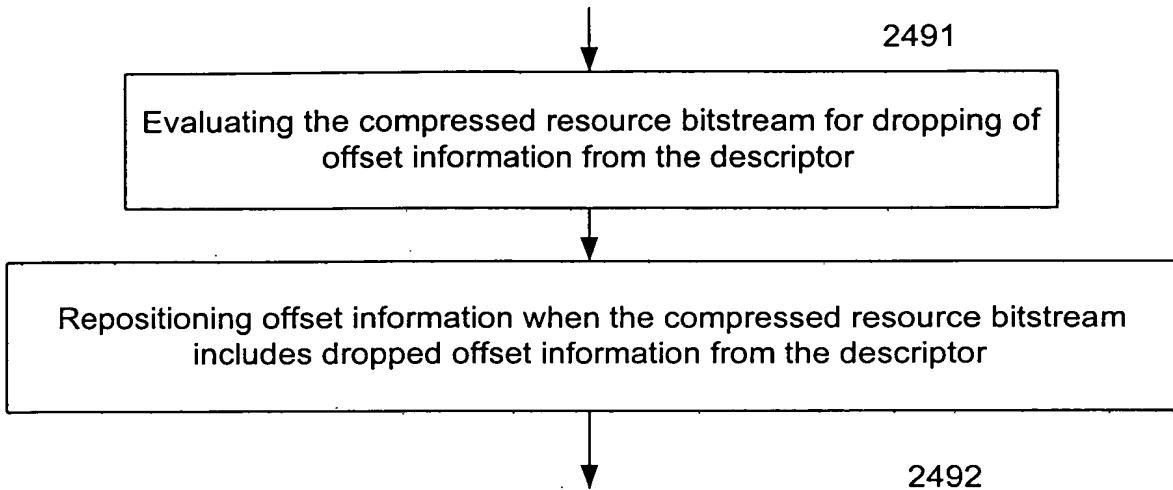 2491
Evaluating the compressed resource bitstream for dropping of
offset information from the descriptor
Repositioning offset information when the compressed resource bitstream
includes dropped offset information from the descriptor
2492